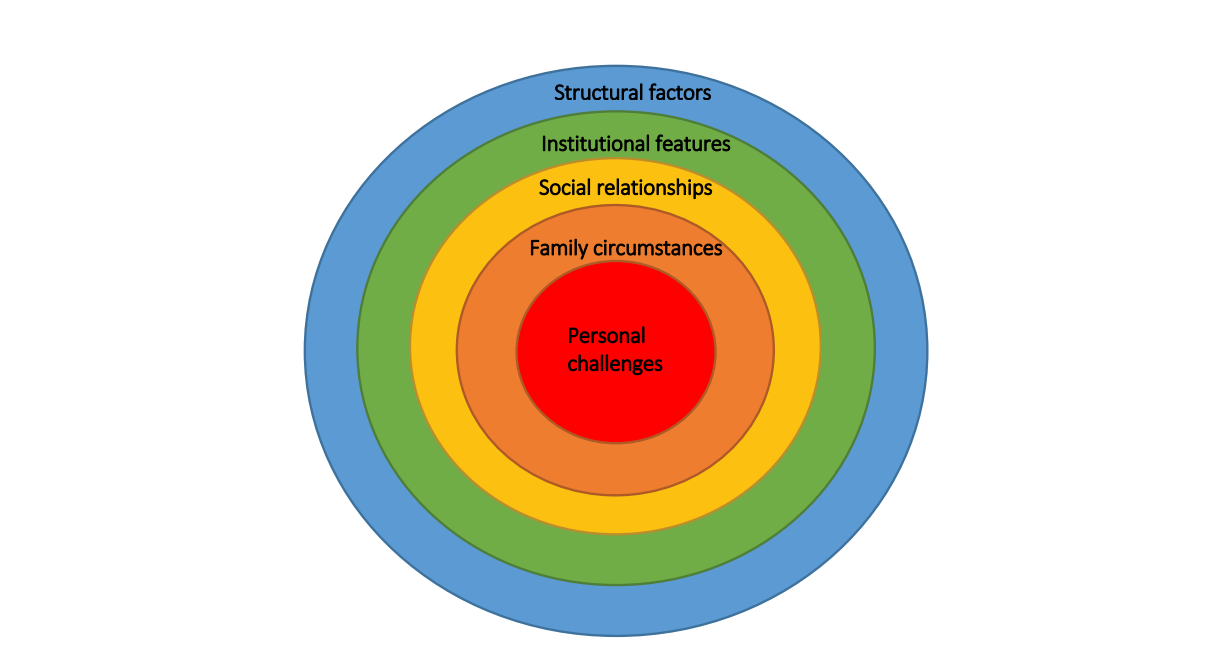 Structural factors
Institutional features
Social relationships
Family circumstances
Personal
challenges